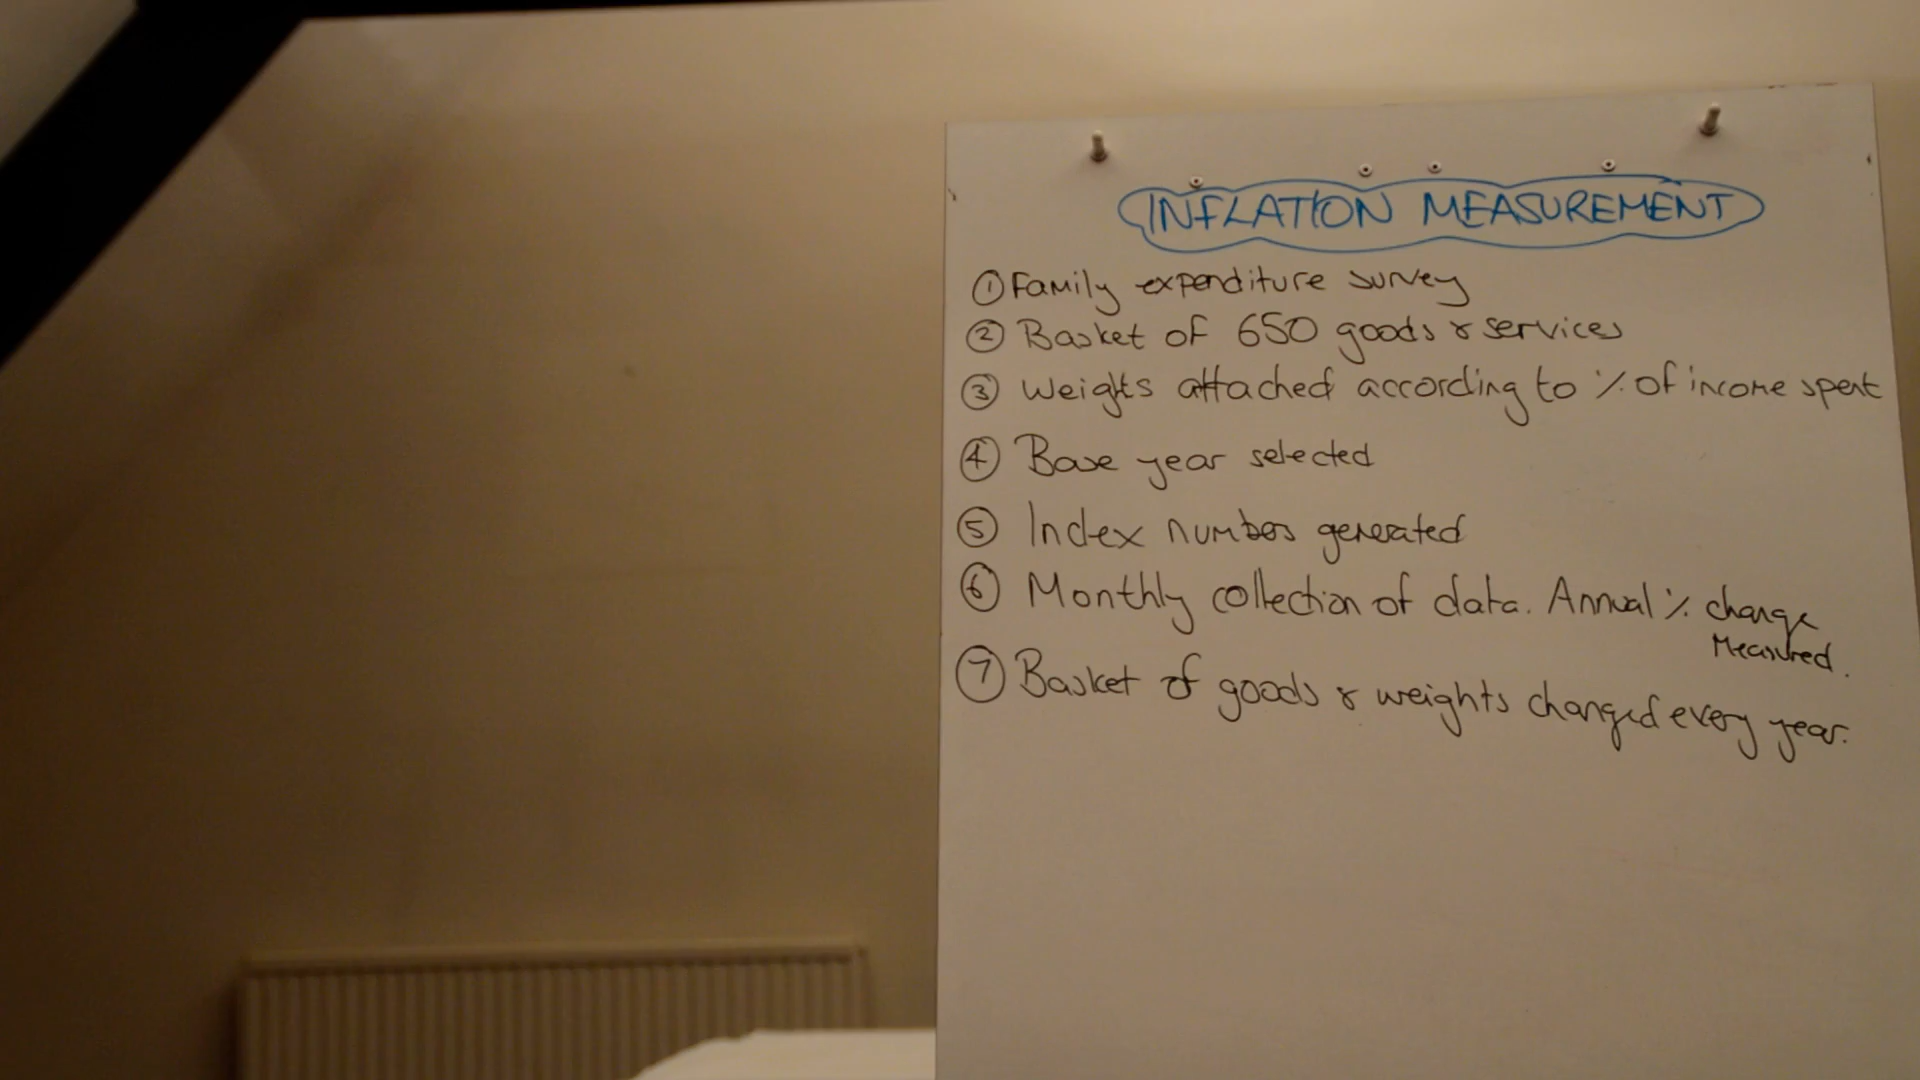 INFLATION MEASUREMENT
① Family expenditure survey
② Basket of 650 goods & services
③ Weights attached according to % of income spent
④ Base year selected
⑤ Index numbers generated
⑥ Monthly collection of data. Annual % change
measured.
⑦ Basket of goods & weights changed every year.